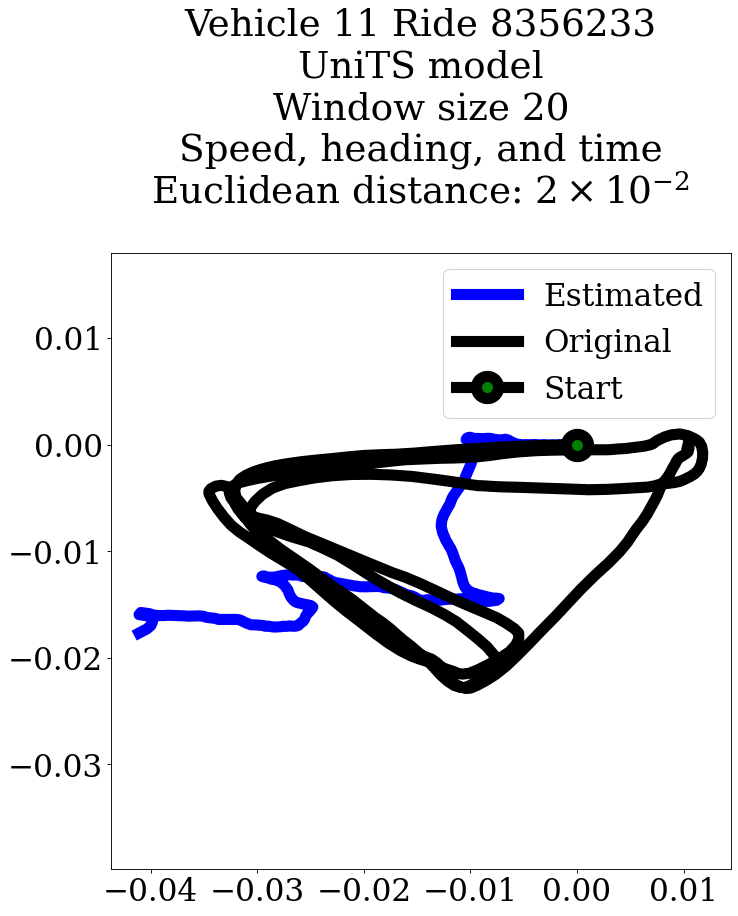 Vehicle 11 Ride 8356233
UniTS model
Window size 20
Speed, heading, and time
Euclidean distance: 2 × 10⁻²
Estimated
Original
Start
0.01
0.00
−0.01
−0.02
−0.03
−0.04 −0.03 −0.02 −0.01 0.00 0.01